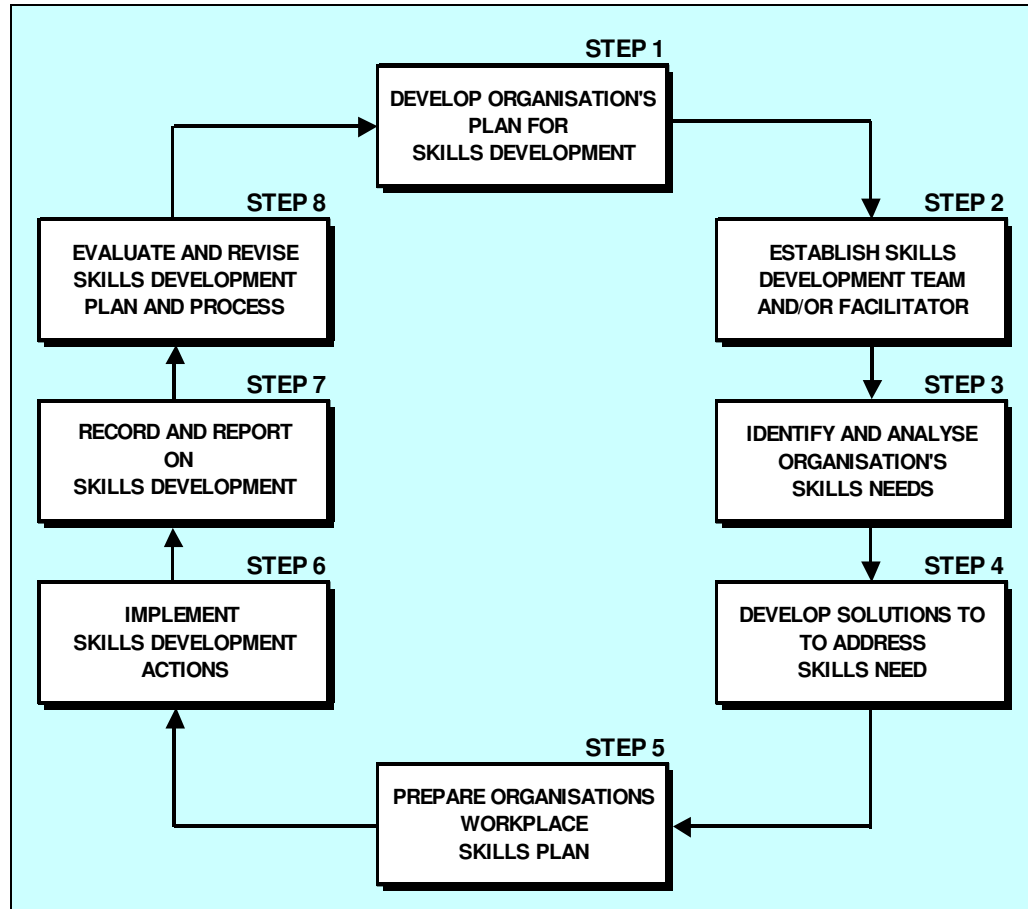 STEP 1
DEVELOP ORGANISATION'S
PLAN FOR
SKILLS DEVELOPMENT
STEP 2
ESTABLISH SKILLS
DEVELOPMENT TEAM
AND/OR FACILITATOR
STEP 3
IDENTIFY AND ANALYSE
ORGANISATION'S
SKILLS NEEDS
STEP 4
DEVELOP SOLUTIONS TO
TO ADDRESS
SKILLS NEED
STEP 5
PREPARE ORGANISATIONS
WORKPLACE
SKILLS PLAN
STEP 6
IMPLEMENT
SKILLS DEVELOPMENT
ACTIONS
STEP 7
RECORD AND REPORT
ON
SKILLS DEVELOPMENT
STEP 8
EVALUATE AND REVISE
SKILLS DEVELOPMENT
PLAN AND PROCESS